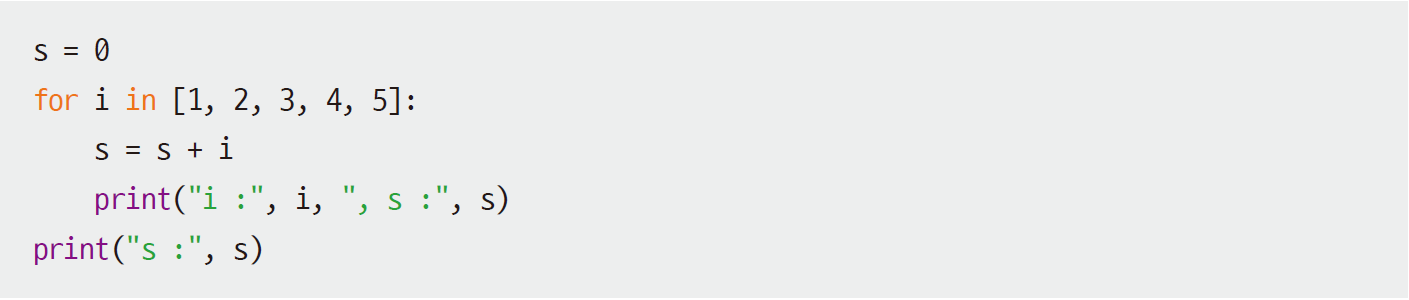 s = 0
for i in [1, 2, 3, 4, 5]:
    s = s + i
    print("i :", i, ", s :", s)
print("s :", s)